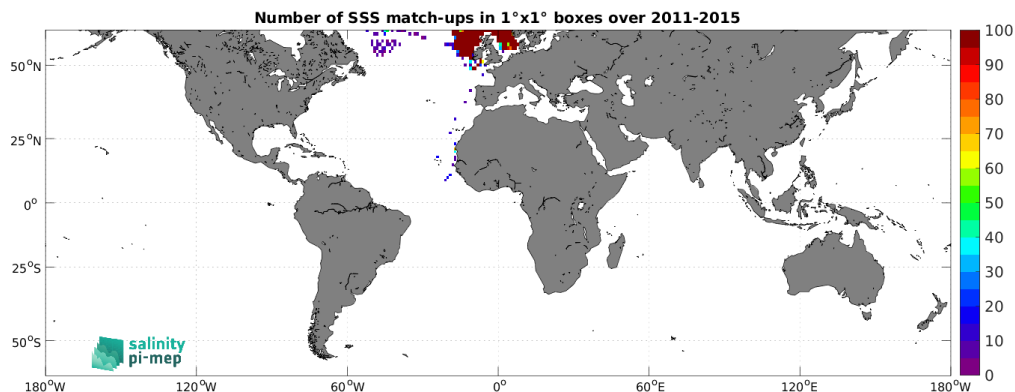 Number of SSS match-ups in 1°x1° boxes over 2011-2015
100
90
80
70
60
50
40
30
20
10
0
50°N
25°N
0°
25°S
50°S
180°W
120°W
60°W
0°
60°E
120°E
180°W
salinity
pi-mep